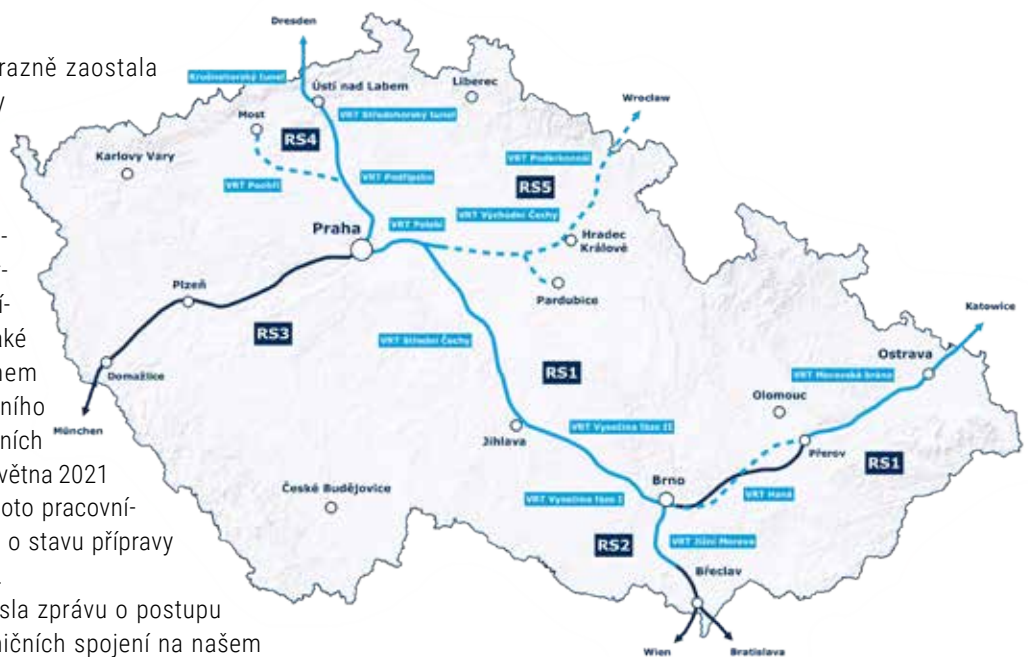 razně zaostala
y
-
r-
í-
aké
nem
ního
ních
větna 2021
oto pracovní-
o stavu přípravy
sla zprávu o postupu
ničních spojení na našem
Dresden
Krušnohorský tunel
Ústí nad Labem
Liberec
Wroclaw
VRT Středohorský tunel
Most
RS4
VRT Podkrkonoší
Karlovy Vary
VRT Poohří
VRT Podřipsko
RS5
VRT Východní Čechy
Praha
VRT Polabí
Hradec
Králové
Plzeň
Pardubice
Katowice
RS3
VRT Střední Čechy
Ostrava
Domažlice
RS1
VRT Moravská brána
Olomouc
München
Jihlava
VRT Vysočina fáze II
Přerov
RS1
České Budějovice
Brno
VRT Vysočina fáze I
VRT Haná
RS2
VRT Jižní Morava
Břeclav
Wien
Bratislava